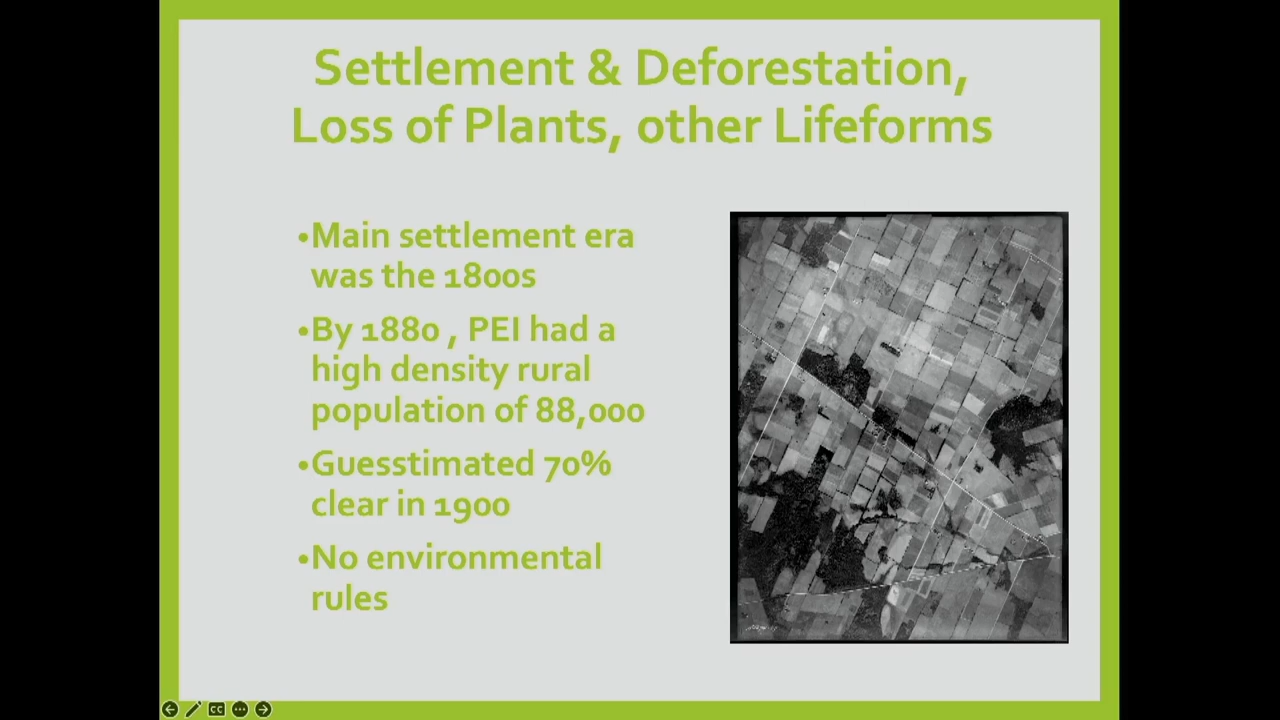 Settlement & Deforestation,
Loss of Plants, other Lifeforms
•Main settlement era
was the 1800s
•By 1880 , PEI had a
high density rural
population of 88,000
•Guesstimated 70%
clear in 1900
•No environmental
rules
CC